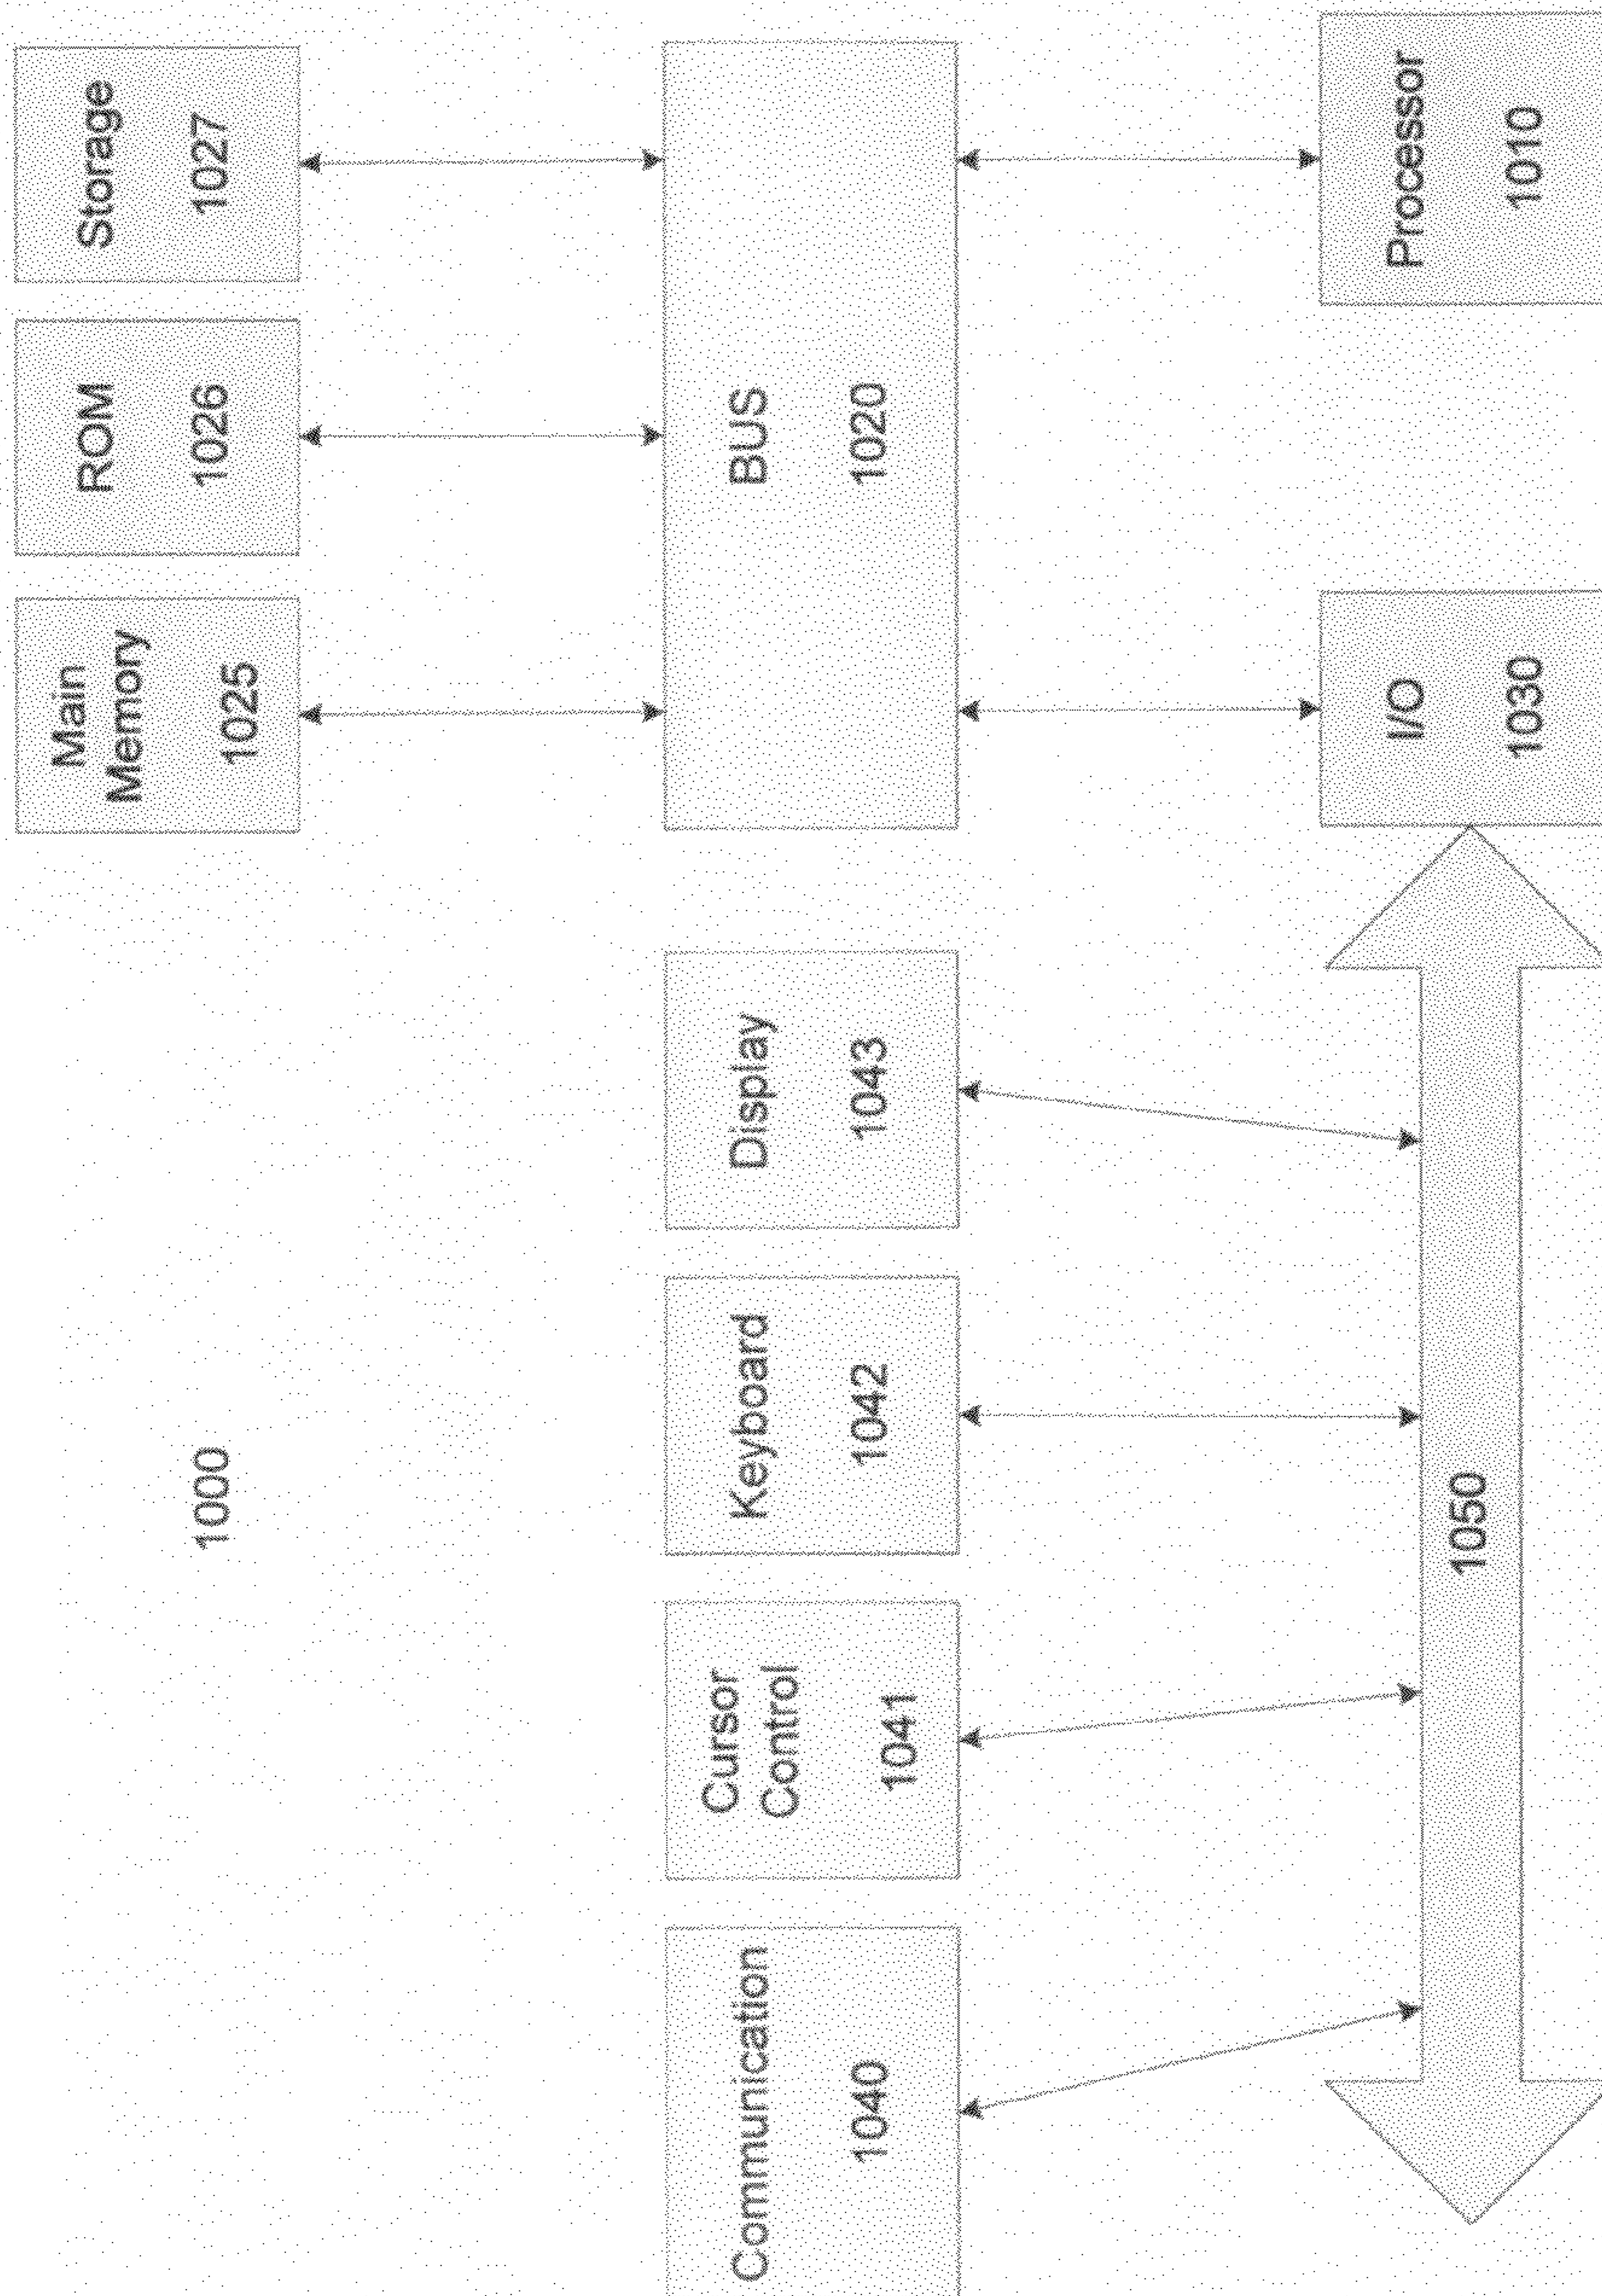 1000
Main
Memory
1025
ROM
1026
Storage
1027
Communication
1040
Cursor
Control
1041
Keyboard
1042
Display
1043
BUS
1020
1050
I/O
1030
Processor
1010